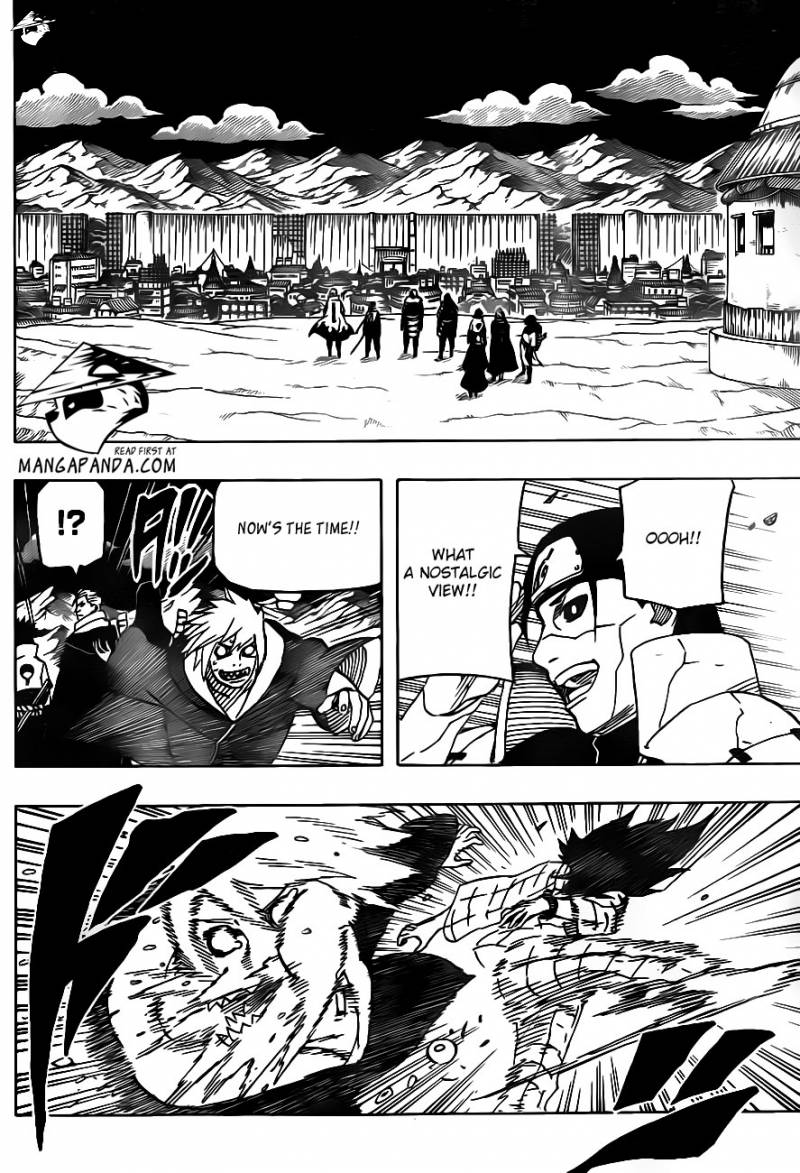 READ FIRST AT
MANGAPANDA.COM
OOOH!!
WHAT
A NOSTALGIC
VIEW!!
NOW'S THE TIME!!
!?